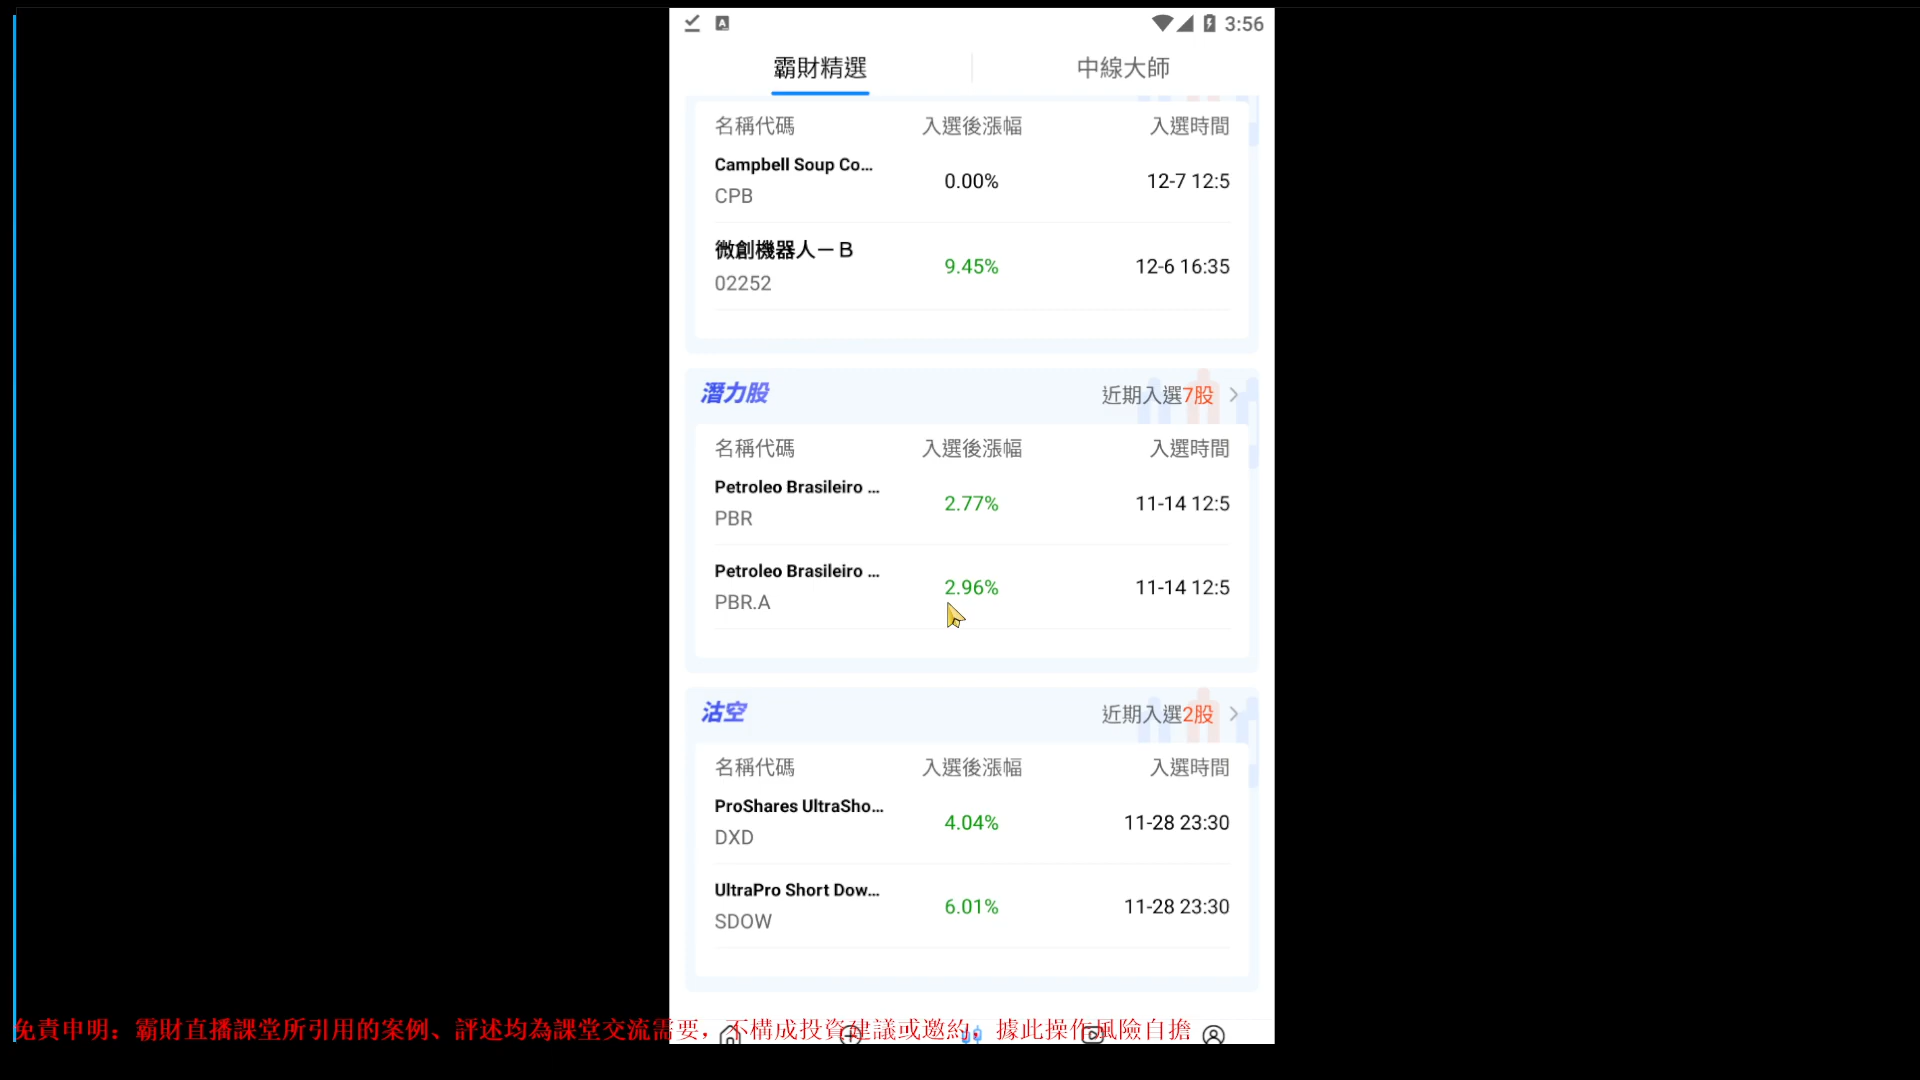 3:56
霸財精選 中線大師
名稱代碼 入選後漲幅 入選時間
Campbell Soup Co...
CPB 0.00% 12-7 12:5
微創機器人－B
02252 9.45% 12-6 16:35
潛力股 近期入選7股
名稱代碼 入選後漲幅 入選時間
Petroleo Brasileiro ...
PBR 2.77% 11-14 12:5
Petroleo Brasileiro ...
PBR.A 2.96% 11-14 12:5
沽空 近期入選2股
名稱代碼 入選後漲幅 入選時間
ProShares UltraSho...
DXD 4.04% 11-28 23:30
UltraPro Short Dow...
SDOW 6.01% 11-28 23:30
免責申明：霸財直播課堂所引用的案例、評述均為課堂交流需要，不構成投資建議或邀約，據此操作風險自擔